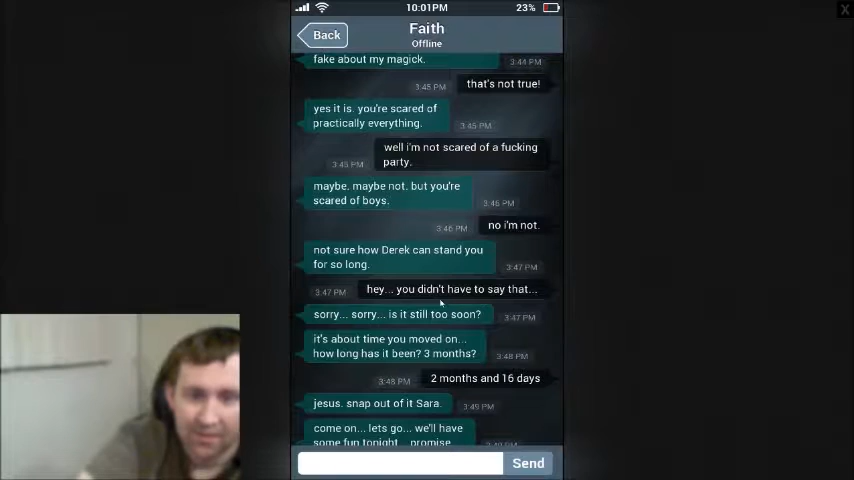 10:01PM
23%
X
Back
Faith
Offline
fake about my magick.
3:44 PM
that's not true!
3:45 PM
yes it is. you're scared of
practically everything.
3:45 PM
well i'm not scared of a fucking
party.
3:45 PM
maybe. maybe not. but you're
scared of boys.
3:46 PM
no i'm not.
3:46 PM
not sure how Derek can stand you
for so long.
3:47 PM
hey... you didn't have to say that...
3:47 PM
sorry... sorry... is it still too soon?
3:47 PM
it's about time you moved on...
how long has it been? 3 months?
3:48 PM
2 months and 16 days
3:48 PM
jesus. snap out of it Sara.
3:49 PM
come on... lets go... we'll have
some fun tonight... promise.
Send